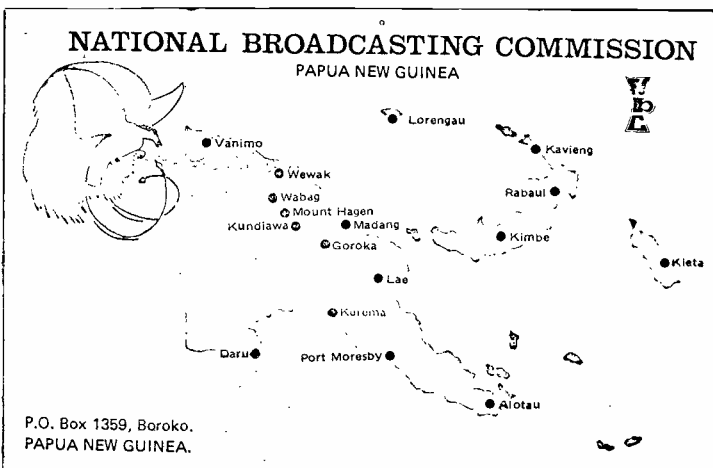 NATIONAL BROADCASTING COMMISSION
PAPUA NEW GUINEA
NBC
Lorengau
Vanimo
Kavieng
Wewak
Rabaul
Wabag
Mount Hagen
Kundiawa
Madang
Kimbe
Goroka
Kieta
Lae
Kerema
Daru
Port Moresby
Alotau
P.O. Box 1359, Boroko.
PAPUA NEW GUINEA.